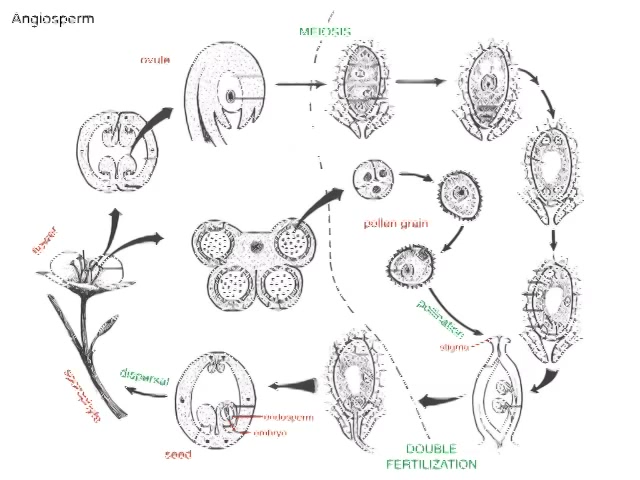 Angiosperm
MEIOSIS
ovule
flower
pollen grain
pollination
stigma
sporophyte
dispersal
endosperm
embryo
seed
DOUBLE
FERTILIZATION